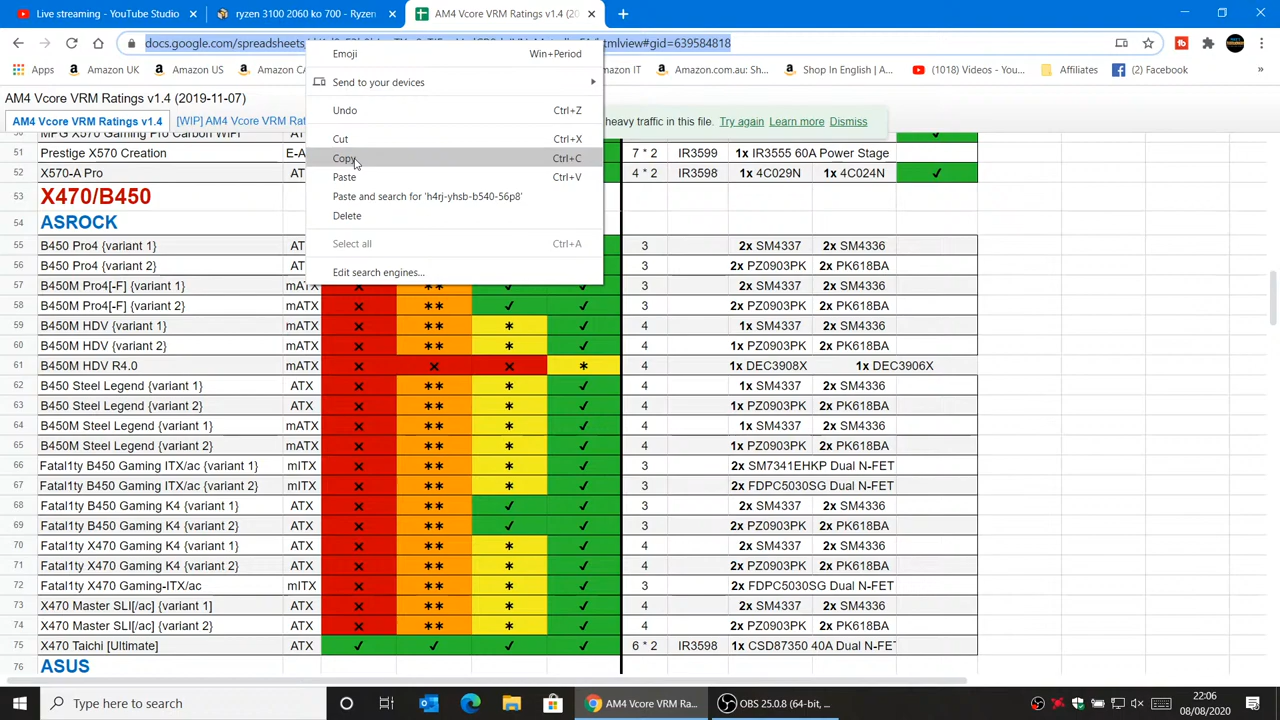 Live streaming - YouTube Studio
ryzen 3100 2060 ko 700 - Ryzen
AM4 Vcore VRM Ratings v1.4 (20
docs.google.com/spreadsheets
htmlview#gid=639584818
Apps
Amazon UK
Amazon US
Amazon CA
Amazon IT
Amazon.com.au: Sh...
Shop In English | A...
(1018) Videos - You...
Affiliates
(2) Facebook
AM4 Vcore VRM Ratings v1.4 (2019-11-07)
AM4 Vcore VRM Ratings v1.4
[WIP] AM4 Vcore VRM Rat
heavy traffic in this file. Try again Learn more Dismiss
Emoji Win+Period
Send to your devices
Undo Ctrl+Z
Cut Ctrl+X
Copy Ctrl+C
Paste Ctrl+V
Paste and search for 'h4rj-yhsb-b540-56p8'
Delete
Select all Ctrl+A
Edit search engines...
MPG X570 Gaming Pro Carbon WiFi ✓
51 Prestige X570 Creation E-A 7 * 2 IR3599 1x IR3555 60A Power Stage
52 X570-A Pro AT 4 * 2 IR3598 1x 4C029N 1x 4C024N ✓
53 X470/B450
54 ASROCK
55 B450 Pro4 {variant 1} AT 3 2x SM4337 2x SM4336
56 B450 Pro4 {variant 2} AT 3 2x PZ0903PK 2x PK618BA
57 B450M Pro4[-F] {variant 1} mATX × ** ✓ ✓ 3 2x SM4337 2x SM4336
58 B450M Pro4[-F] {variant 2} mATX × ** ✓ ✓ 3 2x PZ0903PK 2x PK618BA
59 B450M HDV {variant 1} mATX × ** * ✓ 4 1x SM4337 2x SM4336
60 B450M HDV {variant 2} mATX × ** * ✓ 4 1x PZ0903PK 2x PK618BA
61 B450M HDV R4.0 mATX × × × * 4 1x DEC3908X 1x DEC3906X
62 B450 Steel Legend {variant 1} ATX × ** * ✓ 4 1x SM4337 2x SM4336
63 B450 Steel Legend {variant 2} ATX × ** * ✓ 4 1x PZ0903PK 2x PK618BA
64 B450M Steel Legend {variant 1} mATX × ** * ✓ 4 1x SM4337 2x SM4336
65 B450M Steel Legend {variant 2} mATX × ** * ✓ 4 1x PZ0903PK 2x PK618BA
66 Fatal1ty B450 Gaming ITX/ac {variant 1} mITX × ** * ✓ 3 2x SM7341EHKP Dual N-FET
67 Fatal1ty B450 Gaming ITX/ac {variant 2} mITX × ** * ✓ 3 2x FDPC5030SG Dual N-FET
68 Fatal1ty B450 Gaming K4 {variant 1} ATX × ** ✓ ✓ 3 2x SM4337 2x SM4336
69 Fatal1ty B450 Gaming K4 {variant 2} ATX × ** ✓ ✓ 3 2x PZ0903PK 2x PK618BA
70 Fatal1ty X470 Gaming K4 {variant 1} ATX × ** * ✓ 4 2x SM4337 2x SM4336
71 Fatal1ty X470 Gaming K4 {variant 2} ATX × ** * ✓ 4 2x PZ0903PK 2x PK618BA
72 Fatal1ty X470 Gaming-ITX/ac mITX × ** * ✓ 3 2x FDPC5030SG Dual N-FET
73 X470 Master SLI[/ac] {variant 1] ATX × ** * ✓ 4 2x SM4337 2x SM4336
74 X470 Master SLI[/ac] {variant 2] ATX × ** * ✓ 4 2x PZ0903PK 2x PK618BA
75 X470 Taichi [Ultimate] ATX ✓ ✓ ✓ ✓ 6 * 2 IR3598 1x CSD87350 40A Dual N-FET
76 ASUS
Type here to search
AM4 Vcore VRM Ra...
OBS 25.0.8 (64-bit, ...
22:06
08/08/2020